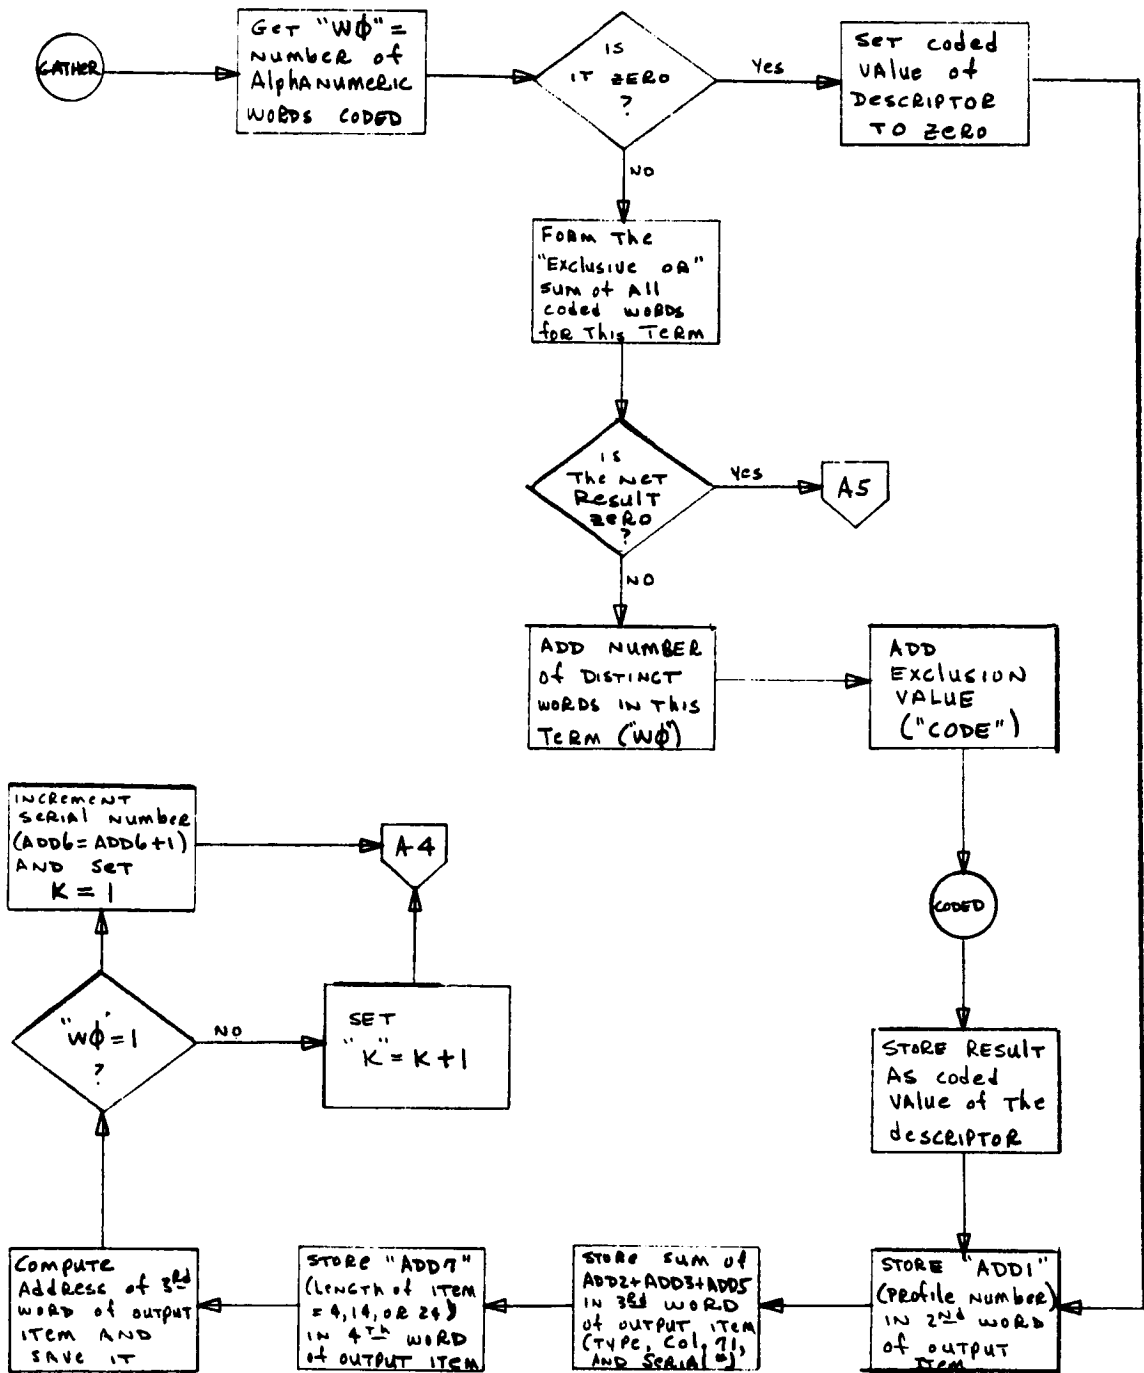 GATHER
GET "WΦ" =
NUMBER of
AlphANUMERIC
WORDS CODED
IS
IT ZERO
?
Yes
SET coded
VALUE of
DESCRIPTOR
TO ZERO
NO
FORM The
"Exclusive OR"
SUM of All
coded WORDS
foR This TERM
IS
The NET
RESULT
ZERO
?
Yes
A5
NO
ADD NUMBER
of DISTINCT
WORDS IN This
TERM ("WΦ")
ADD
EXCLUSION
VALUE
("CODE")
CODED
STORE RESULT
AS coded
VALUE of The
descRIPTOR
STORE "ADD1"
(PROFILE NUMBER)
IN 2ND WORD
of OUTPUT
ITEM
STORE SUM of
ADD2+ADD3+ADD5
IN 3Rd WORD
of OUTPUT ITEM
(TYPE, Col, 71,
AND SERIAL #)
STORE "ADD7"
(LENGTH of ITEM
= 4, 14, OR 24)
IN 4Th WORD
of OUTPUT ITEM
COMPUTE
Address of 3Rd
WORD of OUTPUT
ITEM AND
SAVE IT
"WΦ" = 1
?
NO
SET
"K" = K+1
INCREMENT
SERIAL NUMBER
(ADD6 = ADD6+1)
AND SET
K = 1
A-4